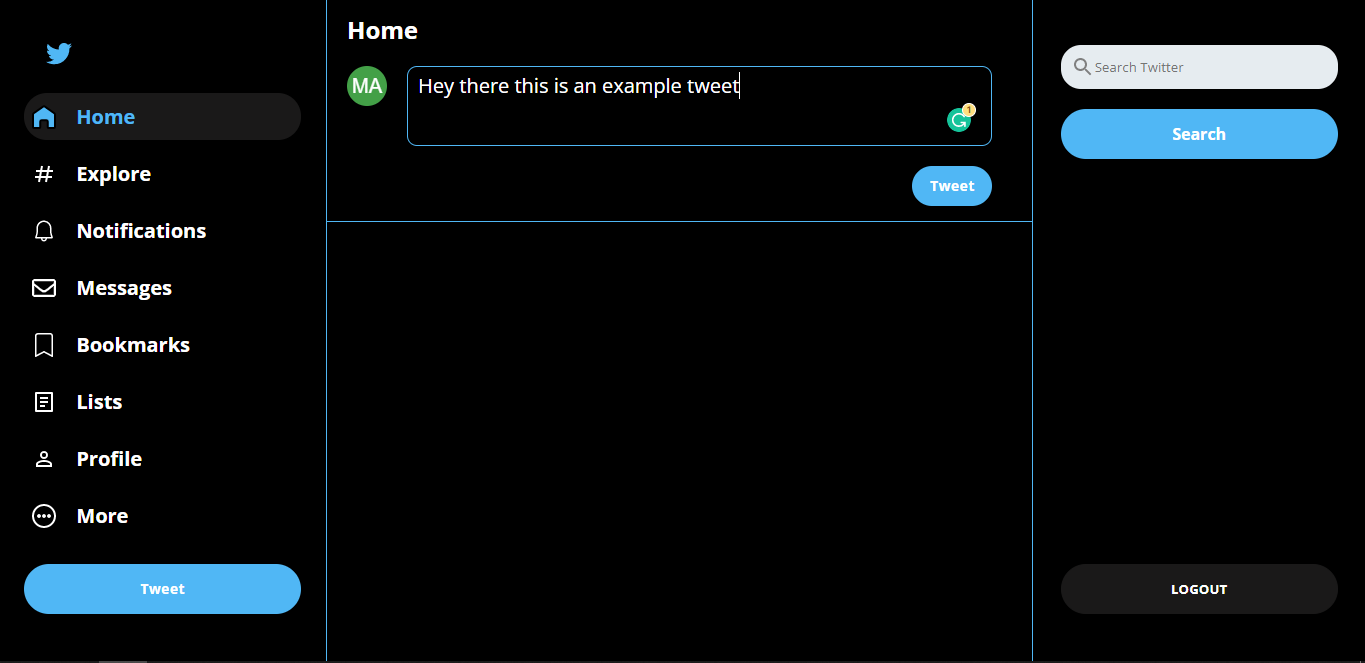 Home
Explore
Notifications
Messages
Bookmarks
Lists
Profile
More
Tweet
Home
MA
Hey there this is an example tweet
1
Tweet
Search Twitter
Search
LOGOUT